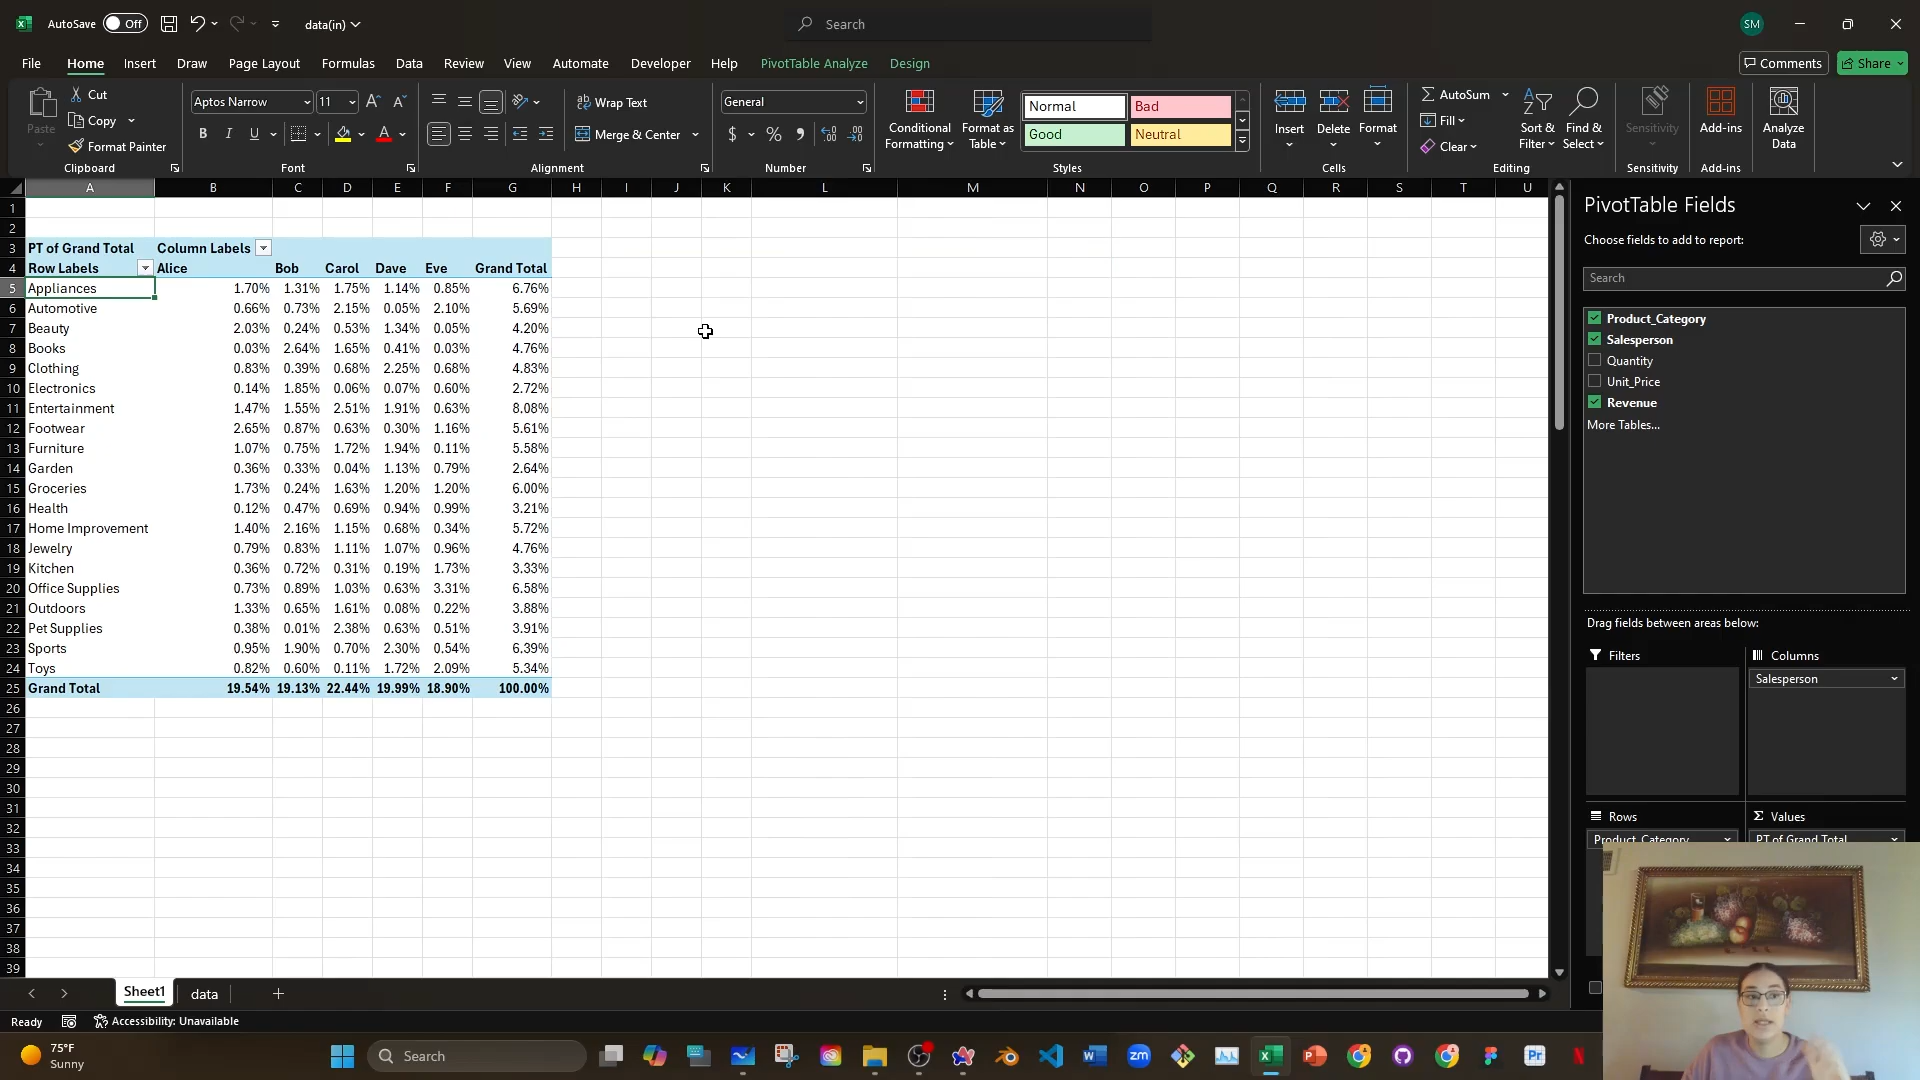 AutoSave Off data(in) Search SM
File Home Insert Draw Page Layout Formulas Data Review View Automate Developer Help PivotTable Analyze Design Comments Share
Paste Cut Copy Format Painter Clipboard
Aptos Narrow 11 B I U Font
Wrap Text Merge & Center Alignment
General $ % Number
Conditional Formatting Format as Table Normal Bad Good Neutral Styles
Insert Delete Format Cells
AutoSum Fill Clear Sort & Filter Find & Select Editing
Sensitivity Sensitivity
Add-ins Add-ins
Analyze Data
A B C D E F G H I J K L M N O P Q R S T U
1
2
3 PT of Grand Total Column Labels
4 Row Labels Alice Bob Carol Dave Eve Grand Total
5 Appliances 1.70% 1.31% 1.75% 1.14% 0.85% 6.76%
6 Automotive 0.66% 0.73% 2.15% 0.05% 2.10% 5.69%
7 Beauty 2.03% 0.24% 0.53% 1.34% 0.05% 4.20%
8 Books 0.03% 2.64% 1.65% 0.41% 0.03% 4.76%
9 Clothing 0.83% 0.39% 0.68% 2.25% 0.68% 4.83%
10 Electronics 0.14% 1.85% 0.06% 0.07% 0.60% 2.72%
11 Entertainment 1.47% 1.55% 2.51% 1.91% 0.63% 8.08%
12 Footwear 2.65% 0.87% 0.63% 0.30% 1.16% 5.61%
13 Furniture 1.07% 0.75% 1.72% 1.94% 0.11% 5.58%
14 Garden 0.36% 0.33% 0.04% 1.13% 0.79% 2.64%
15 Groceries 1.73% 0.24% 1.63% 1.20% 1.20% 6.00%
16 Health 0.12% 0.47% 0.69% 0.94% 0.99% 3.21%
17 Home Improvement 1.40% 2.16% 1.15% 0.68% 0.34% 5.72%
18 Jewelry 0.79% 0.83% 1.11% 1.07% 0.96% 4.76%
19 Kitchen 0.36% 0.72% 0.31% 0.19% 1.73% 3.33%
20 Office Supplies 0.73% 0.89% 1.03% 0.63% 3.31% 6.58%
21 Outdoors 1.33% 0.65% 1.61% 0.08% 0.22% 3.88%
22 Pet Supplies 0.38% 0.01% 2.38% 0.63% 0.51% 3.91%
23 Sports 0.95% 1.90% 0.70% 2.30% 0.54% 6.39%
24 Toys 0.82% 0.60% 0.11% 1.72% 2.09% 5.34%
25 Grand Total 19.54% 19.13% 22.44% 19.99% 18.90% 100.00%
26
27
28
29
30
31
32
33
34
35
36
37
38
39
PivotTable Fields
Choose fields to add to report:
Search
Product_Category
Salesperson
Quantity
Unit_Price
Revenue
More Tables...
Drag fields between areas below:
Filters Columns
Salesperson
Rows Values
Product_Category PT of Grand Total
Sheet1 data
Ready Accessibility: Unavailable
75°F
Sunny
Search